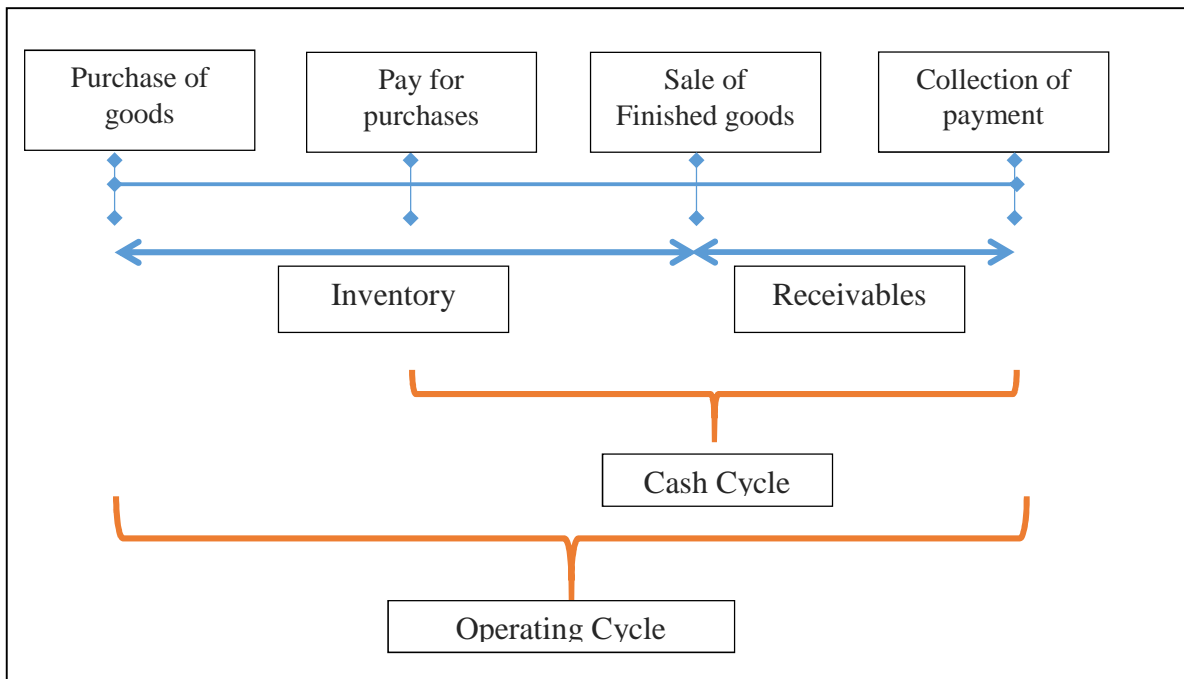 Purchase of
goods
Pay for
purchases
Sale of
Finished goods
Collection of
payment
Inventory
Receivables
Cash Cycle
Operating Cycle